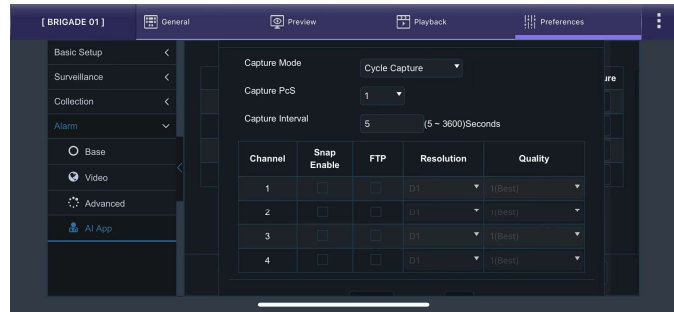 [ BRIGADE 01 ] General Preview Playback Preferences
Basic Setup
Surveillance
Collection
Alarm
Base
Video
Advanced
AI App
ure
Capture Mode Cycle Capture
Capture PcS 1
Capture Interval 5 (5 ~ 3600)Seconds
Channel Snap Enable FTP Resolution Quality
1 D1 1(Best)
2 D1 1(Best)
3 D1 1(Best)
4 D1 1(Best)